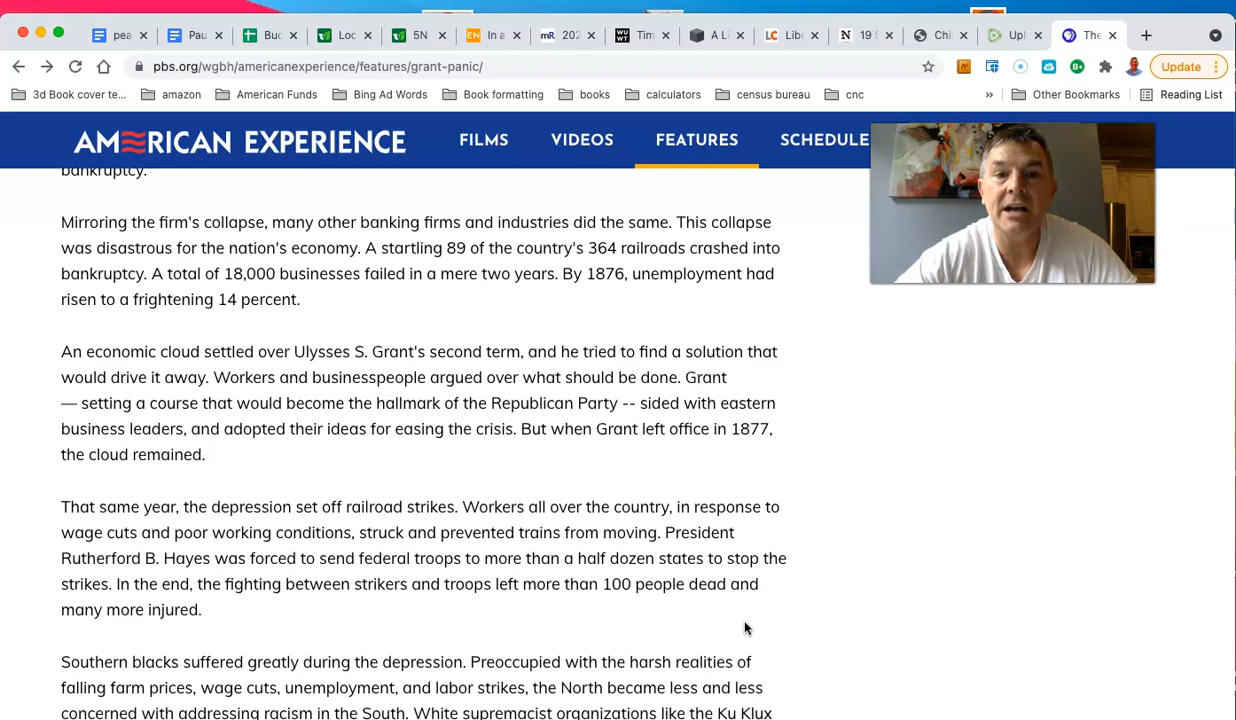 pea
Pau
Buc
Loc
5N
EN
In a
mR
202
WU
WT
Tim
A Li
LC
Libe
N
19 S
Chi
Upl
The
pbs.org/wgbh/americanexperience/features/grant-panic/
B+
Update
3d Book cover te...
amazon
American Funds
Bing Ad Words
Book formatting
books
calculators
census bureau
cnc
»
Other Bookmarks
Reading List
AMERICAN EXPERIENCE
FILMS
VIDEOS
FEATURES
SCHEDULE
bankruptcy.
Mirroring the firm's collapse, many other banking firms and industries did the same. This collapse
was disastrous for the nation's economy. A startling 89 of the country's 364 railroads crashed into
bankruptcy. A total of 18,000 businesses failed in a mere two years. By 1876, unemployment had
risen to a frightening 14 percent.
An economic cloud settled over Ulysses S. Grant's second term, and he tried to find a solution that
would drive it away. Workers and businesspeople argued over what should be done. Grant
— setting a course that would become the hallmark of the Republican Party -- sided with eastern
business leaders, and adopted their ideas for easing the crisis. But when Grant left office in 1877,
the cloud remained.
That same year, the depression set off railroad strikes. Workers all over the country, in response to
wage cuts and poor working conditions, struck and prevented trains from moving. President
Rutherford B. Hayes was forced to send federal troops to more than a half dozen states to stop the
strikes. In the end, the fighting between strikers and troops left more than 100 people dead and
many more injured.
Southern blacks suffered greatly during the depression. Preoccupied with the harsh realities of
falling farm prices, wage cuts, unemployment, and labor strikes, the North became less and less
concerned with addressing racism in the South. White supremacist organizations like the Ku Klux